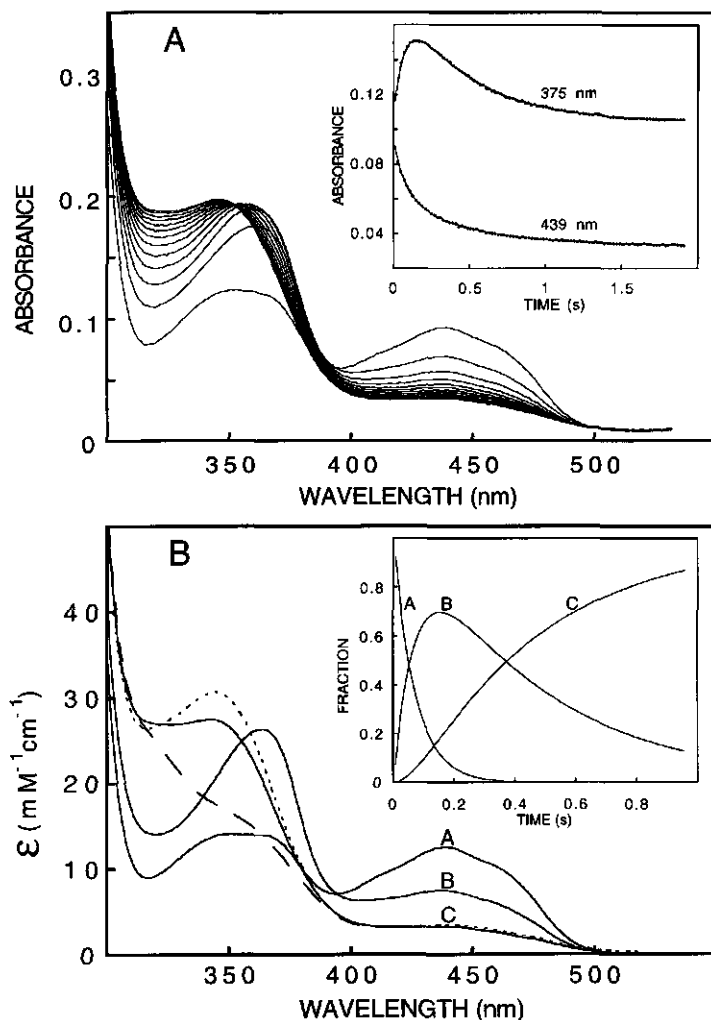 A
0.3
0.2
0.1
0
ABSORBANCE
350
400
450
500
WAVELENGTH (nm)
0.12
0.08
0.04
ABSORBANCE
375 nm
439 nm
0
0.5
1
1.5
TIME (s)
B
40
30
20
10
0
ε (mM⁻¹cm⁻¹)
A
B
C
350
400
450
500
WAVELENGTH (nm)
0.8
0.6
0.4
0.2
0
FRACTION
A
B
C
0
0.2
0.4
0.6
0.8
TIME (s)